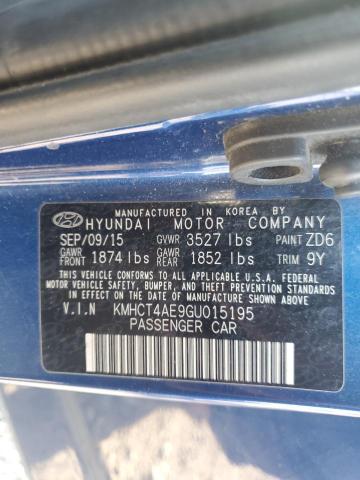 MANUFACTURED IN KOREA BY
HYUNDAI MOTOR COMPANY
SEP/09/15 GVWR 3527 lbs PAINT ZD6
GAWR FRONT 1874 lbs GAWR REAR 1852 lbs TRIM 9Y
THIS VEHICLE CONFORMS TO ALL APPLICABLE U.S.A. FEDERAL
MOTOR VEHICLE SAFETY, BUMPER, AND THEFT PREVENTION
STANDARDS IN EFFECT ON THE DATE OF MANUFACTURE SHOWN ABOVE.
V.I.N KMHCT4AE9GU015195
PASSENGER CAR